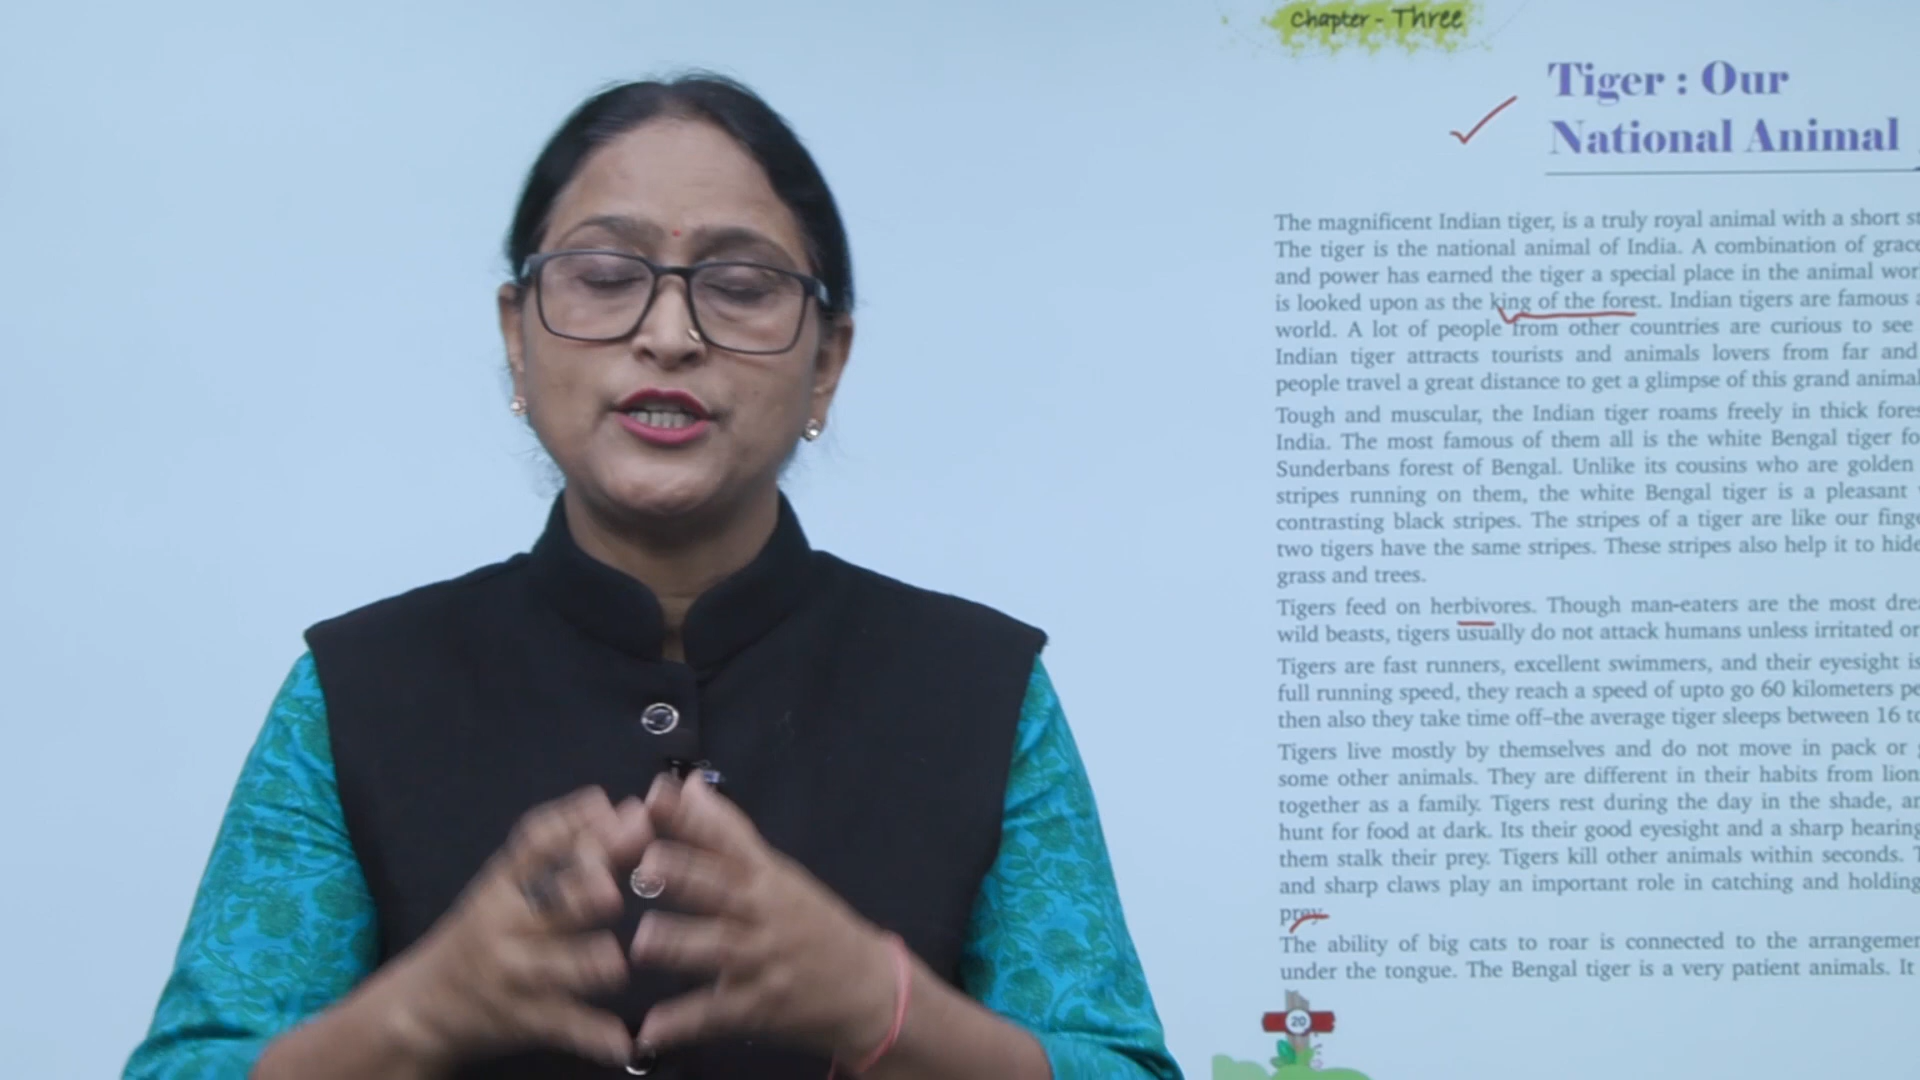 Chapter - Three
Tiger : Our
National Animal
The magnificent Indian tiger, is a truly royal animal with a short
The tiger is the national animal of India. A combination of grace
and power has earned the tiger a special place in the animal
is looked upon as the king of the forest. Indian tigers are famous
world. A lot of people from other countries are curious to see
Indian tiger attracts tourists and animals lovers from far and
people travel a great distance to get a glimpse of this grand animal
Tough and muscular, the Indian tiger roams freely in thick
India. The most famous of them all is the white Bengal tiger
Sunderbans forest of Bengal. Unlike its cousins who are golden
stripes running on them, the white Bengal tiger is a pleasant
contrasting black stripes. The stripes of a tiger are like our
two tigers have the same stripes. These stripes also help it to hide
grass and trees.
Tigers feed on herbivores. Though man-eaters are the most
wild beasts, tigers usually do not attack humans unless irritated or
Tigers are fast runners, excellent swimmers, and their eyesight is
full running speed, they reach a speed of upto go 60 kilometers
then also they take time off–the average tiger sleeps between 16 to
Tigers live mostly by themselves and do not move in pack or
some other animals. They are different in their habits from
together as a family. Tigers rest during the day in the shade,
hunt for food at dark. Its their good eyesight and a sharp hearing
them stalk their prey. Tigers kill other animals within seconds.
and sharp claws play an important role in catching and holding
prey.
The ability of big cats to roar is connected to the
under the tongue. The Bengal tiger is a very patient animals. It
20